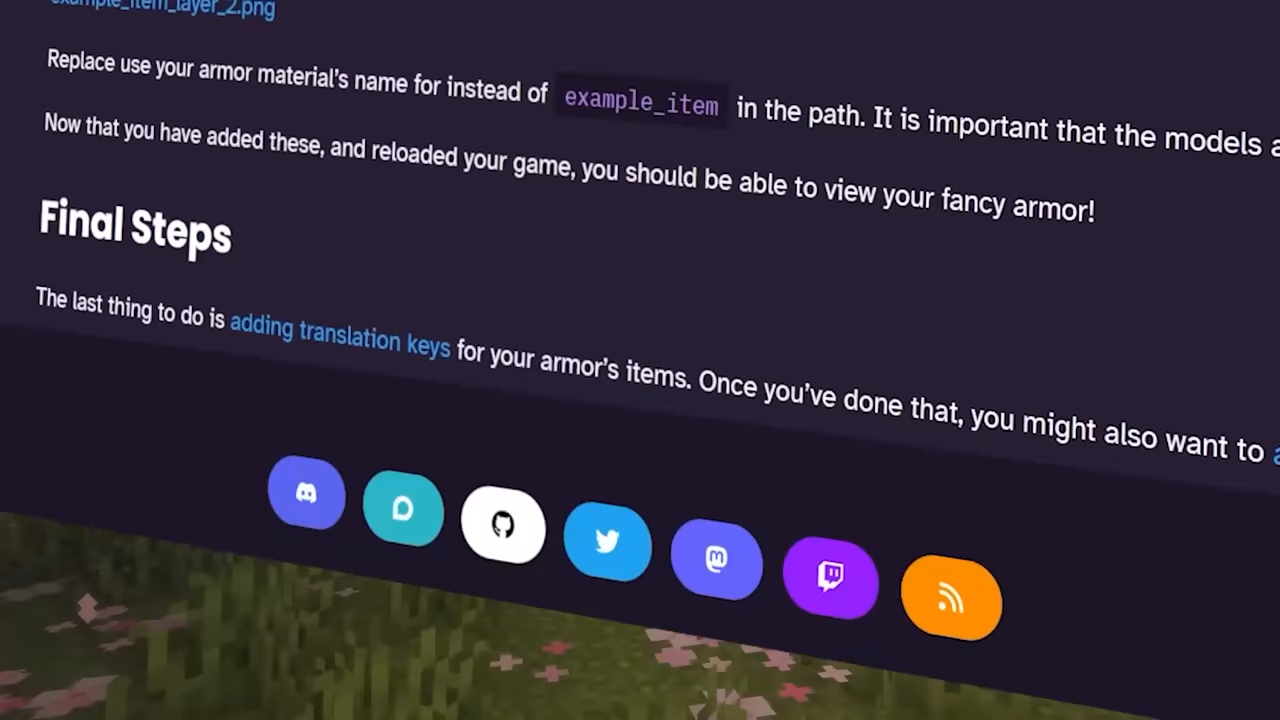 example_item_layer_2.png
Replace use your armor material's name for instead of example_item in the path. It is important that the models
Now that you have added these, and reloaded your game, you should be able to view your fancy armor!
Final Steps
The last thing to do is adding translation keys for your armor's items. Once you've done that, you might also want to